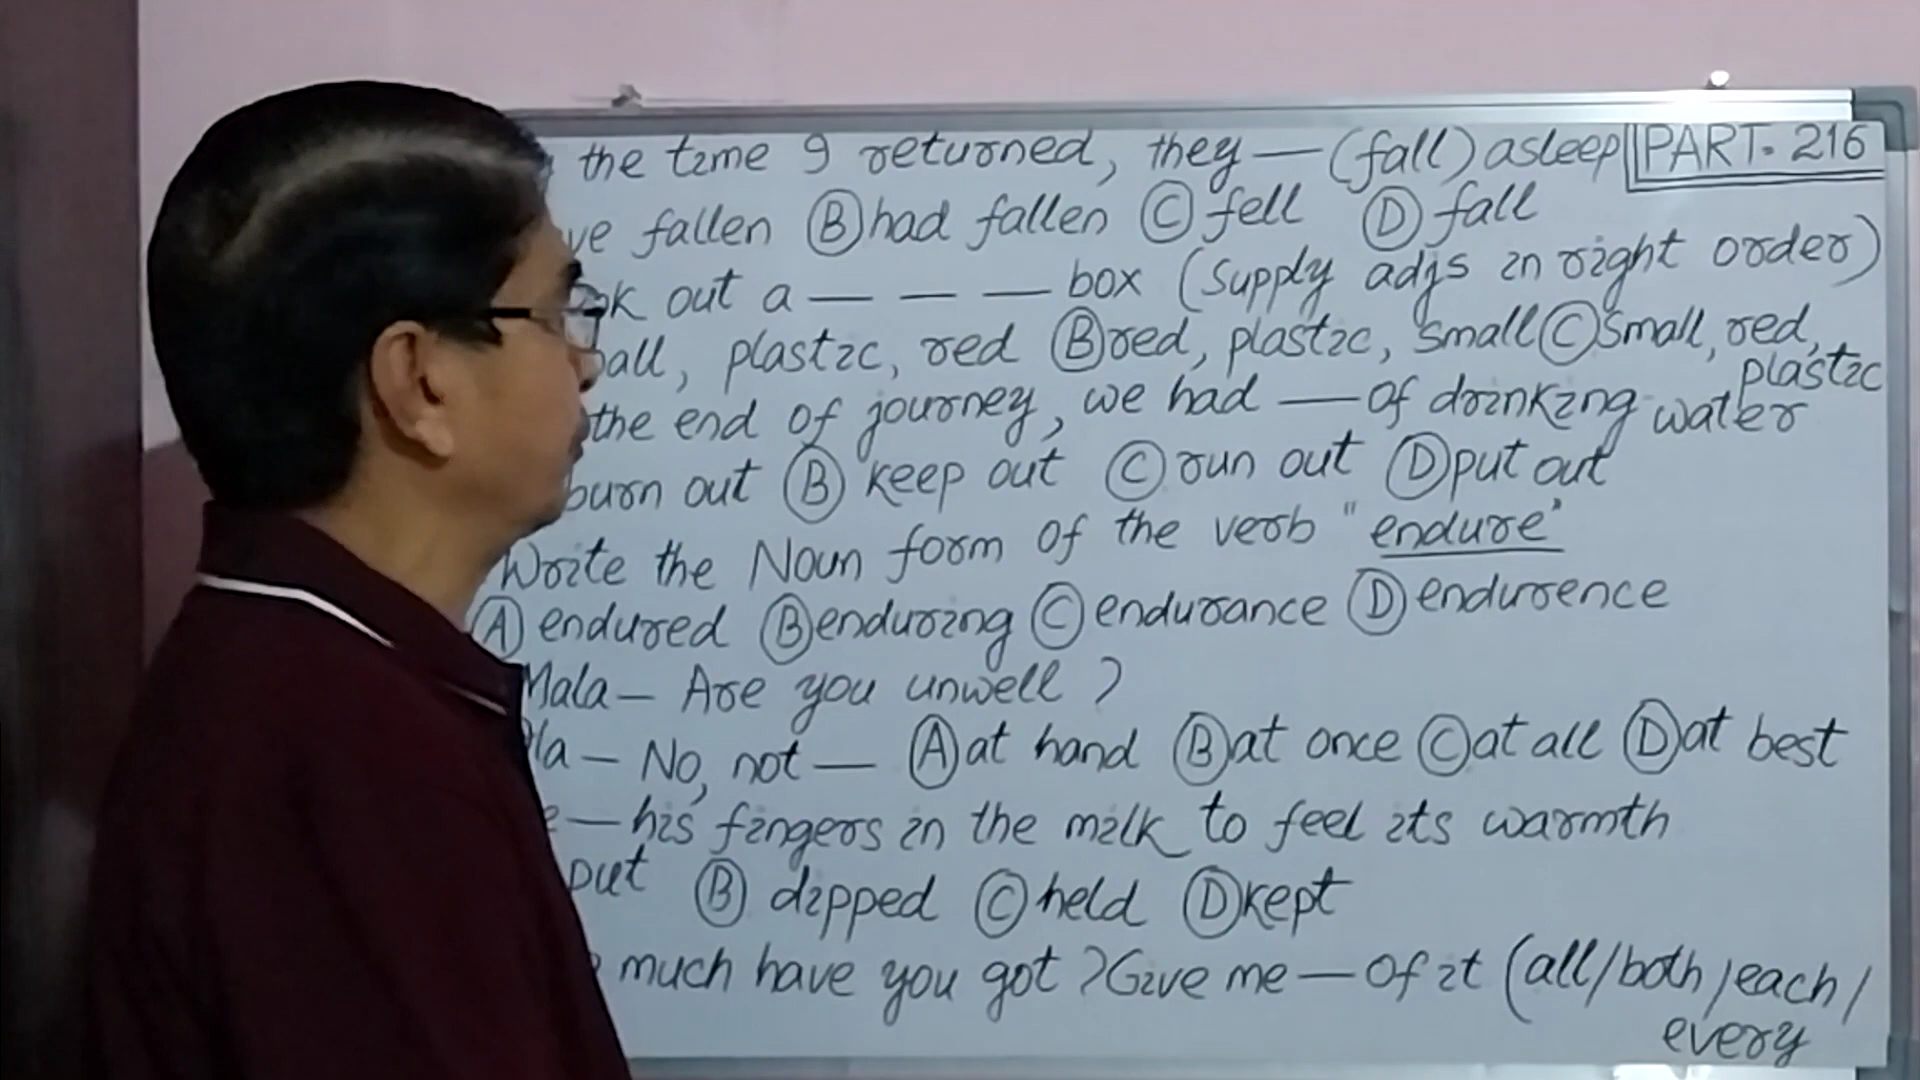 the time I returned, they — (fall) asleep PART- 216
fallen (B) had fallen (C) fell (D) fall
out a — — — box (Supply adjs in right order)
plastic, red (B) red, plastic, small (C) small, red, plastic
the end of journey, we had — of drinking water
burn out (B) keep out (C) run out (D) put out
Write the Noun form of the verb "endure"
(A) endured (B) enduring (C) endurance (D) endurence
Mala — Are you unwell ?
— No, not — (A) at hand (B) at once (C) at all (D) at best
— his fingers in the milk to feel its warmth
put (B) dipped (C) held (D) kept
much have you got ? Give me — of it (all/both/each/
every